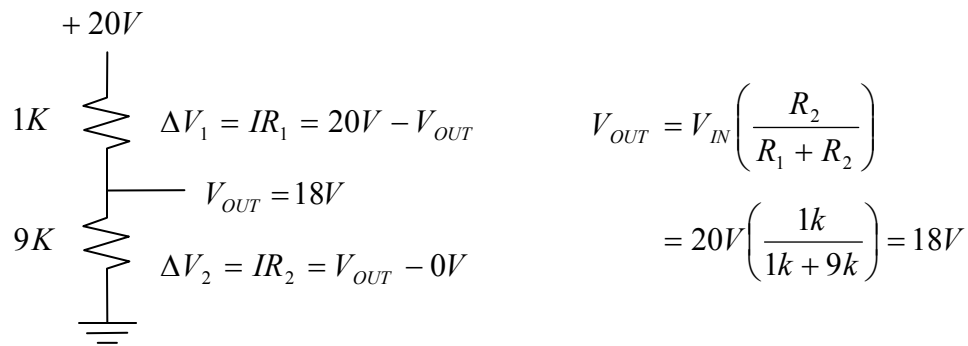 + 20V
1K
ΔV₁ = IR₁ = 20V − V_OUT
V_OUT = 18V
9K
ΔV₂ = IR₂ = V_OUT − 0V
V_OUT = V_IN (R₂ / (R₁ + R₂))
= 20V (1k / (1k + 9k)) = 18V